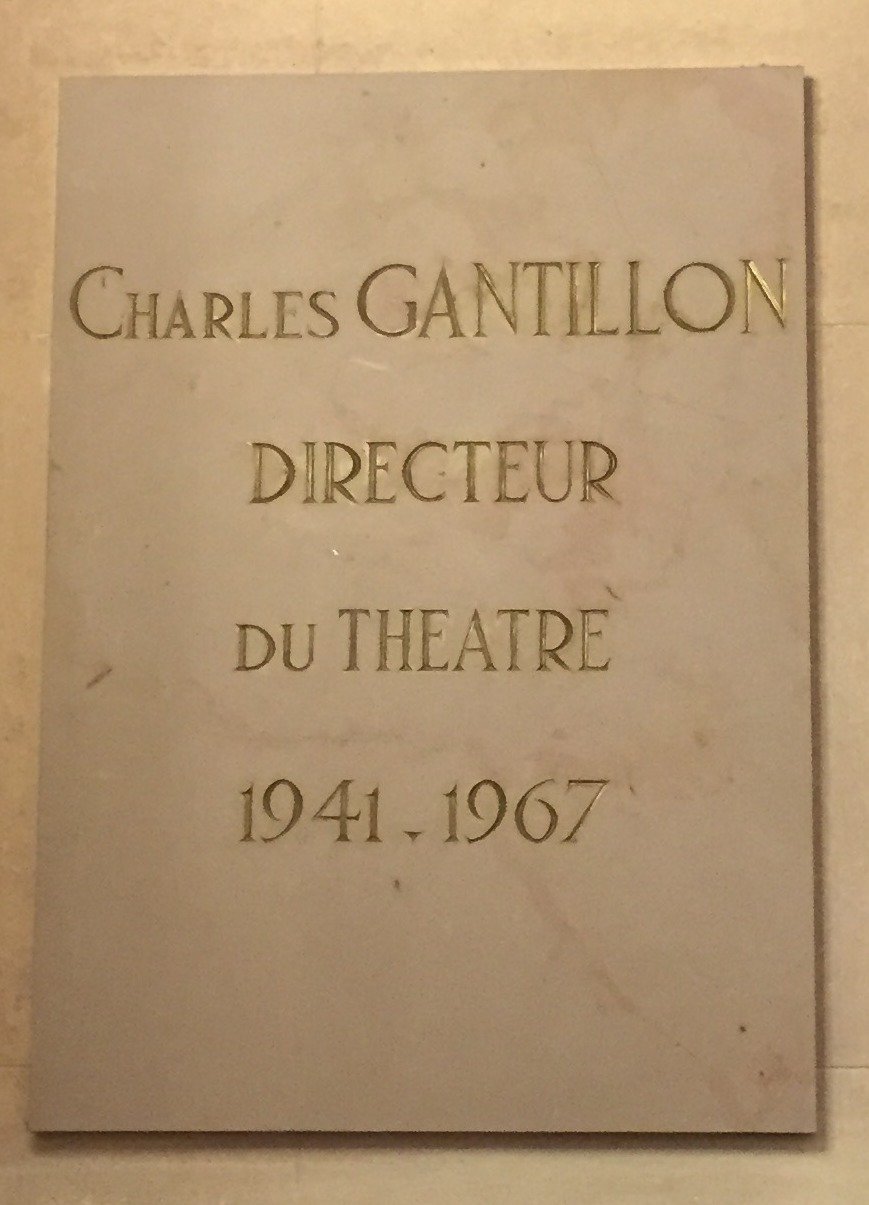 CHARLES GANTILLON
DIRECTEUR
DU THEATRE
1941 . 1967